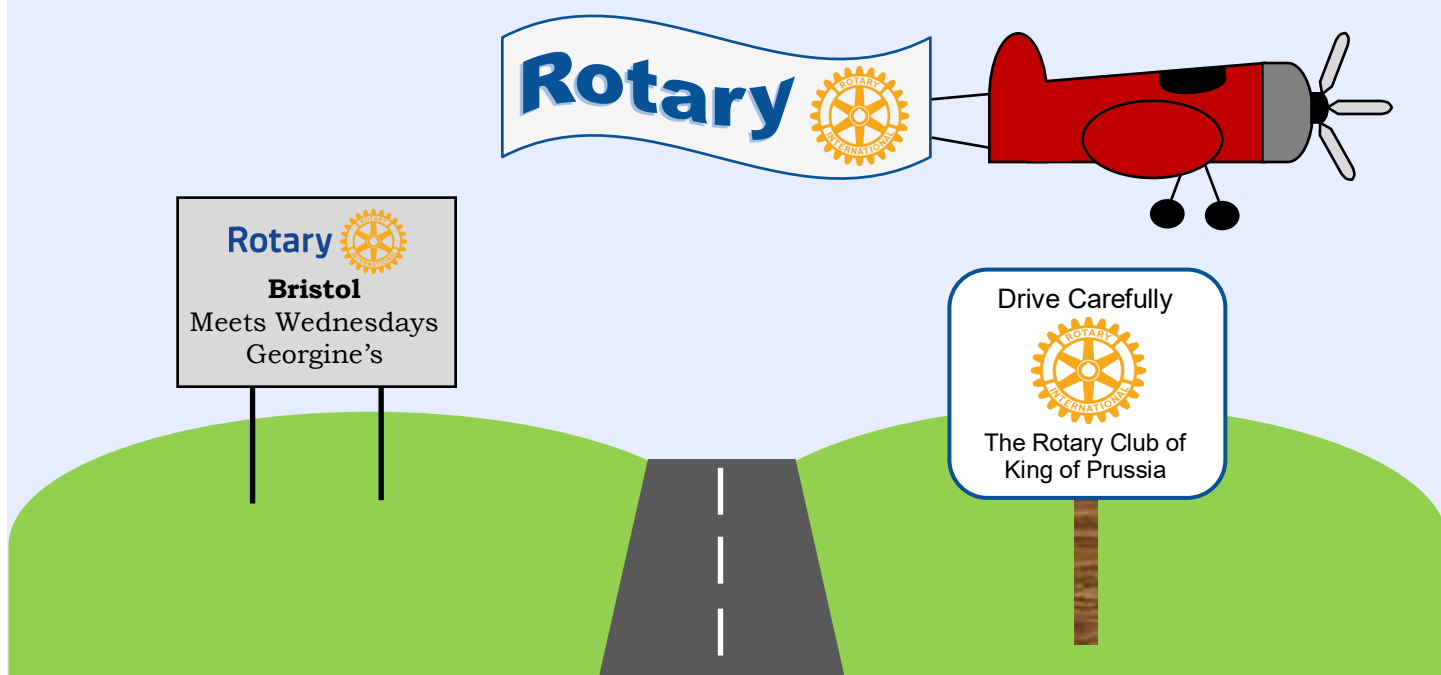 Rotary
ROTARY
INTERNATIONAL
Rotary
ROTARY
INTERNATIONAL
Bristol
Meets Wednesdays
Georgine’s
Drive Carefully
ROTARY
INTERNATIONAL
The Rotary Club of
King of Prussia